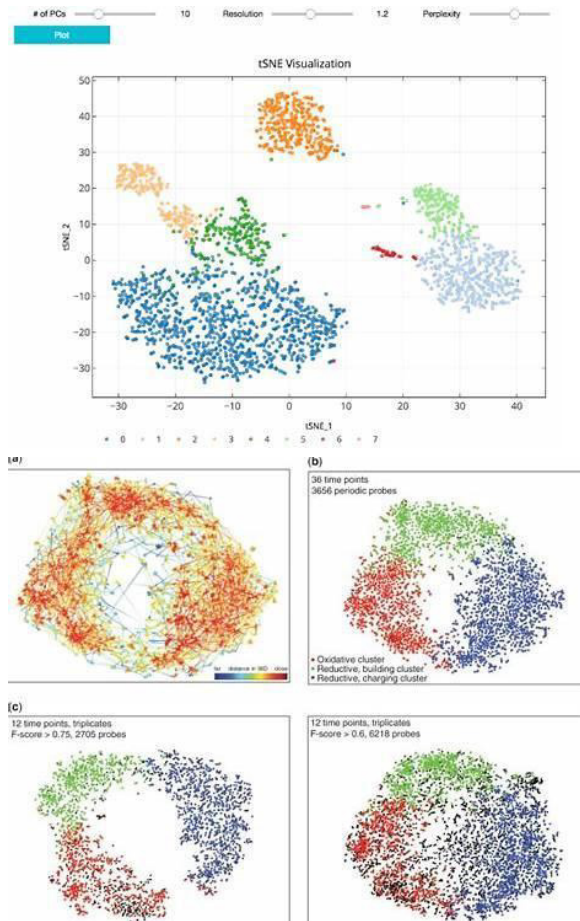 # of PCs 10 Resolution 1.2 Perplexity
Plot
tSNE Visualization
50
40
30
20
10
0
−10
−20
−30
tSNE_2
−30 −20 −10 0 10 20 30 40
tSNE_1
0 1 2 3 4 5 6 7
(a)
far distance in close
(b)
36 time points
3656 periodic probes
Oxidative cluster
Reductive, building cluster
Reductive, charging cluster
(c)
12 time points, triplicates
F-score > 0.75, 2705 probes
12 time points, triplicates
F-score > 0.6, 6218 probes